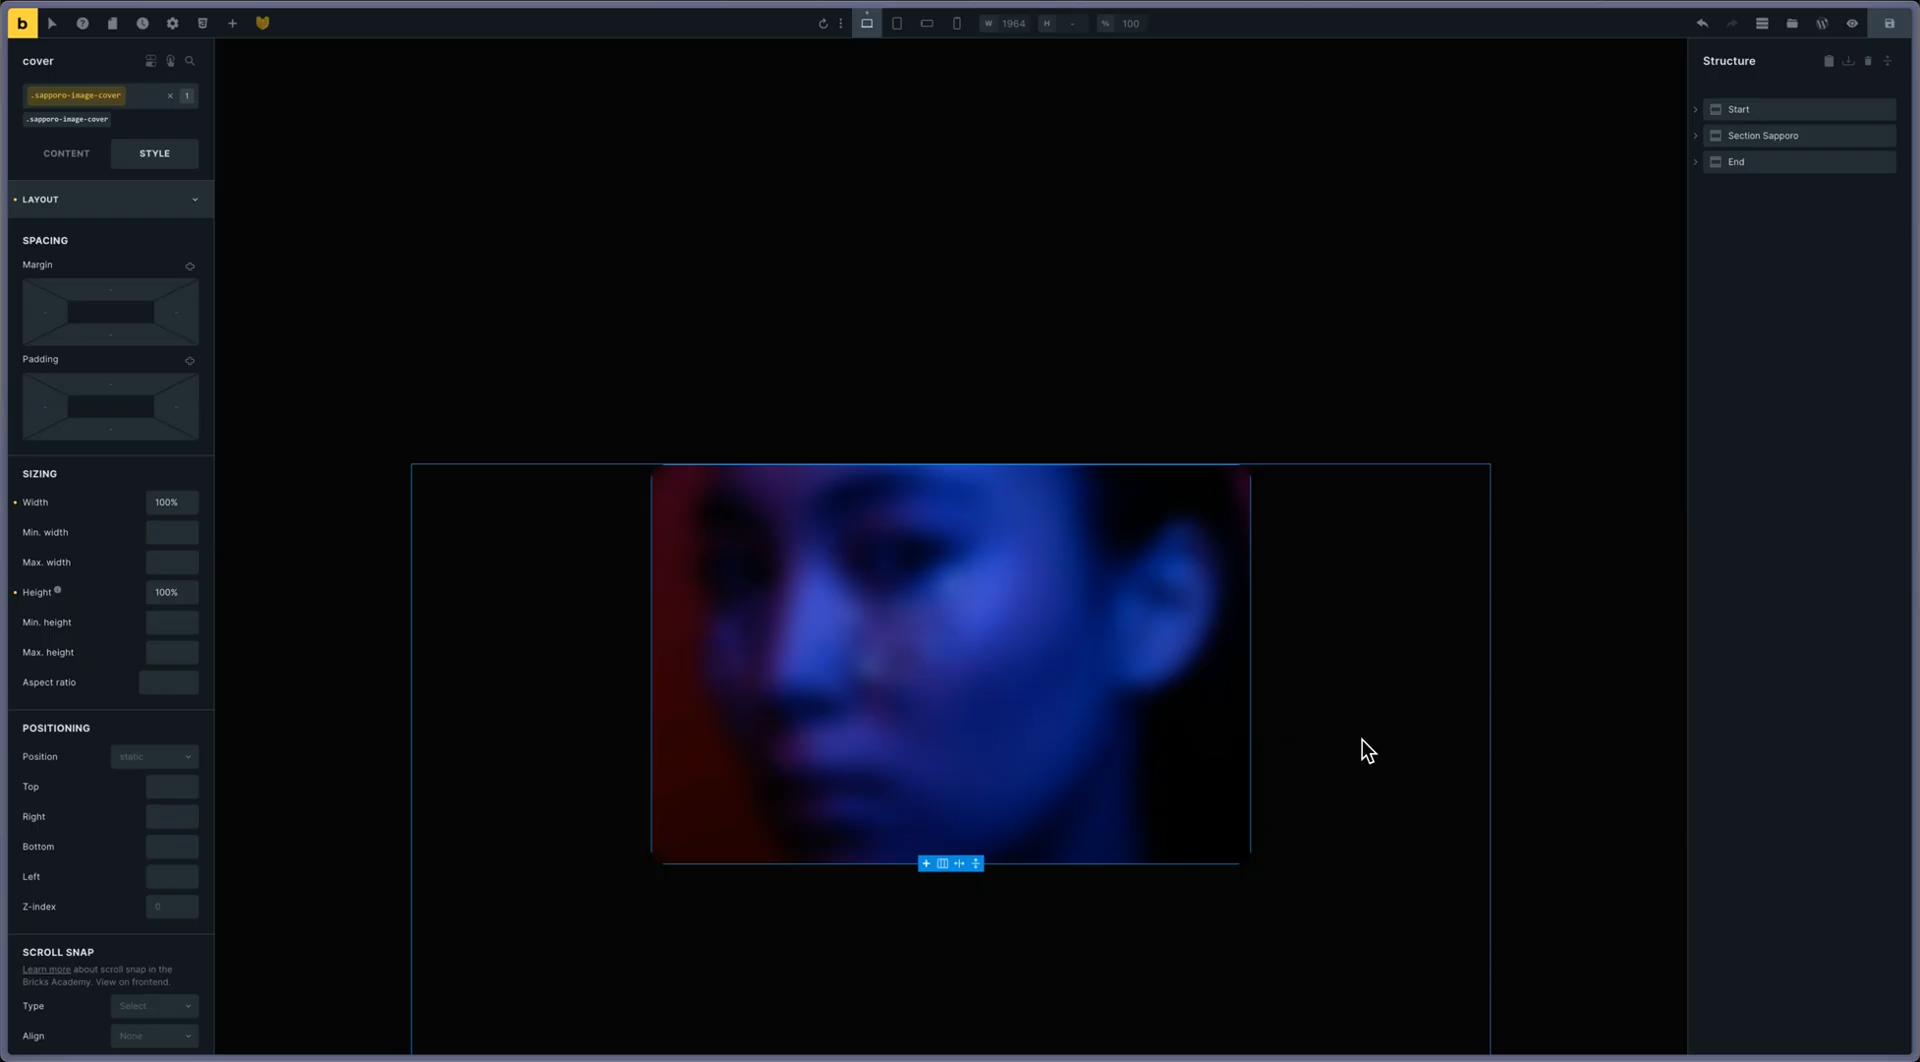 b
W 1964 H - % 100
cover
.sapporo-image-cover × 1
.sapporo-image-cover
CONTENT STYLE
LAYOUT
SPACING
Margin
Padding
SIZING
Width 100%
Min. width
Max. width
Height 100%
Min. height
Max. height
Aspect ratio
POSITIONING
Position static
Top
Right
Bottom
Left
Z-index 0
SCROLL SNAP
Learn more about scroll snap in the
Bricks Academy. View on frontend.
Type Select
Align None
Structure
Start
Section Sapporo
End